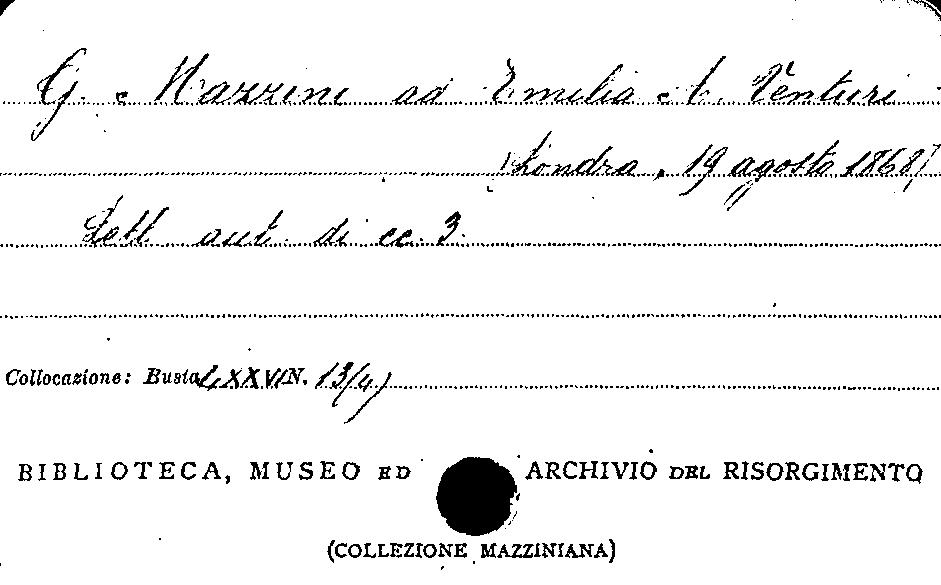 G. Mazzini ad Emilia A. Venturi
[Londra, 19 agosto 1868]
Lett. aut. di cc. 3.
Collocazione: Busta LXXVI N. 13/4)
BIBLIOTECA, MUSEO ED ARCHIVIO DEL RISORGIMENTO
(COLLEZIONE MAZZINIANA)